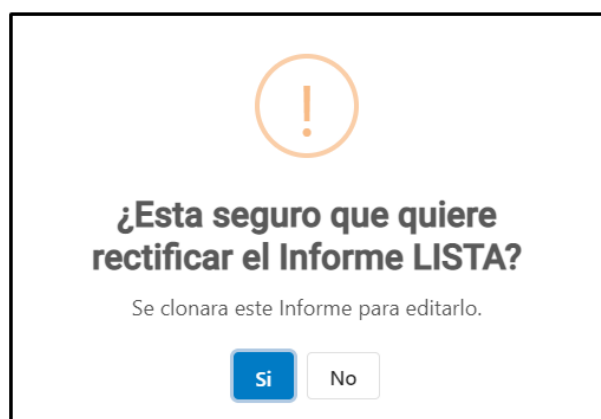 ¿Esta seguro que quiere
rectificar el Informe LISTA?
Se clonara este Informe para editarlo.
Si
No